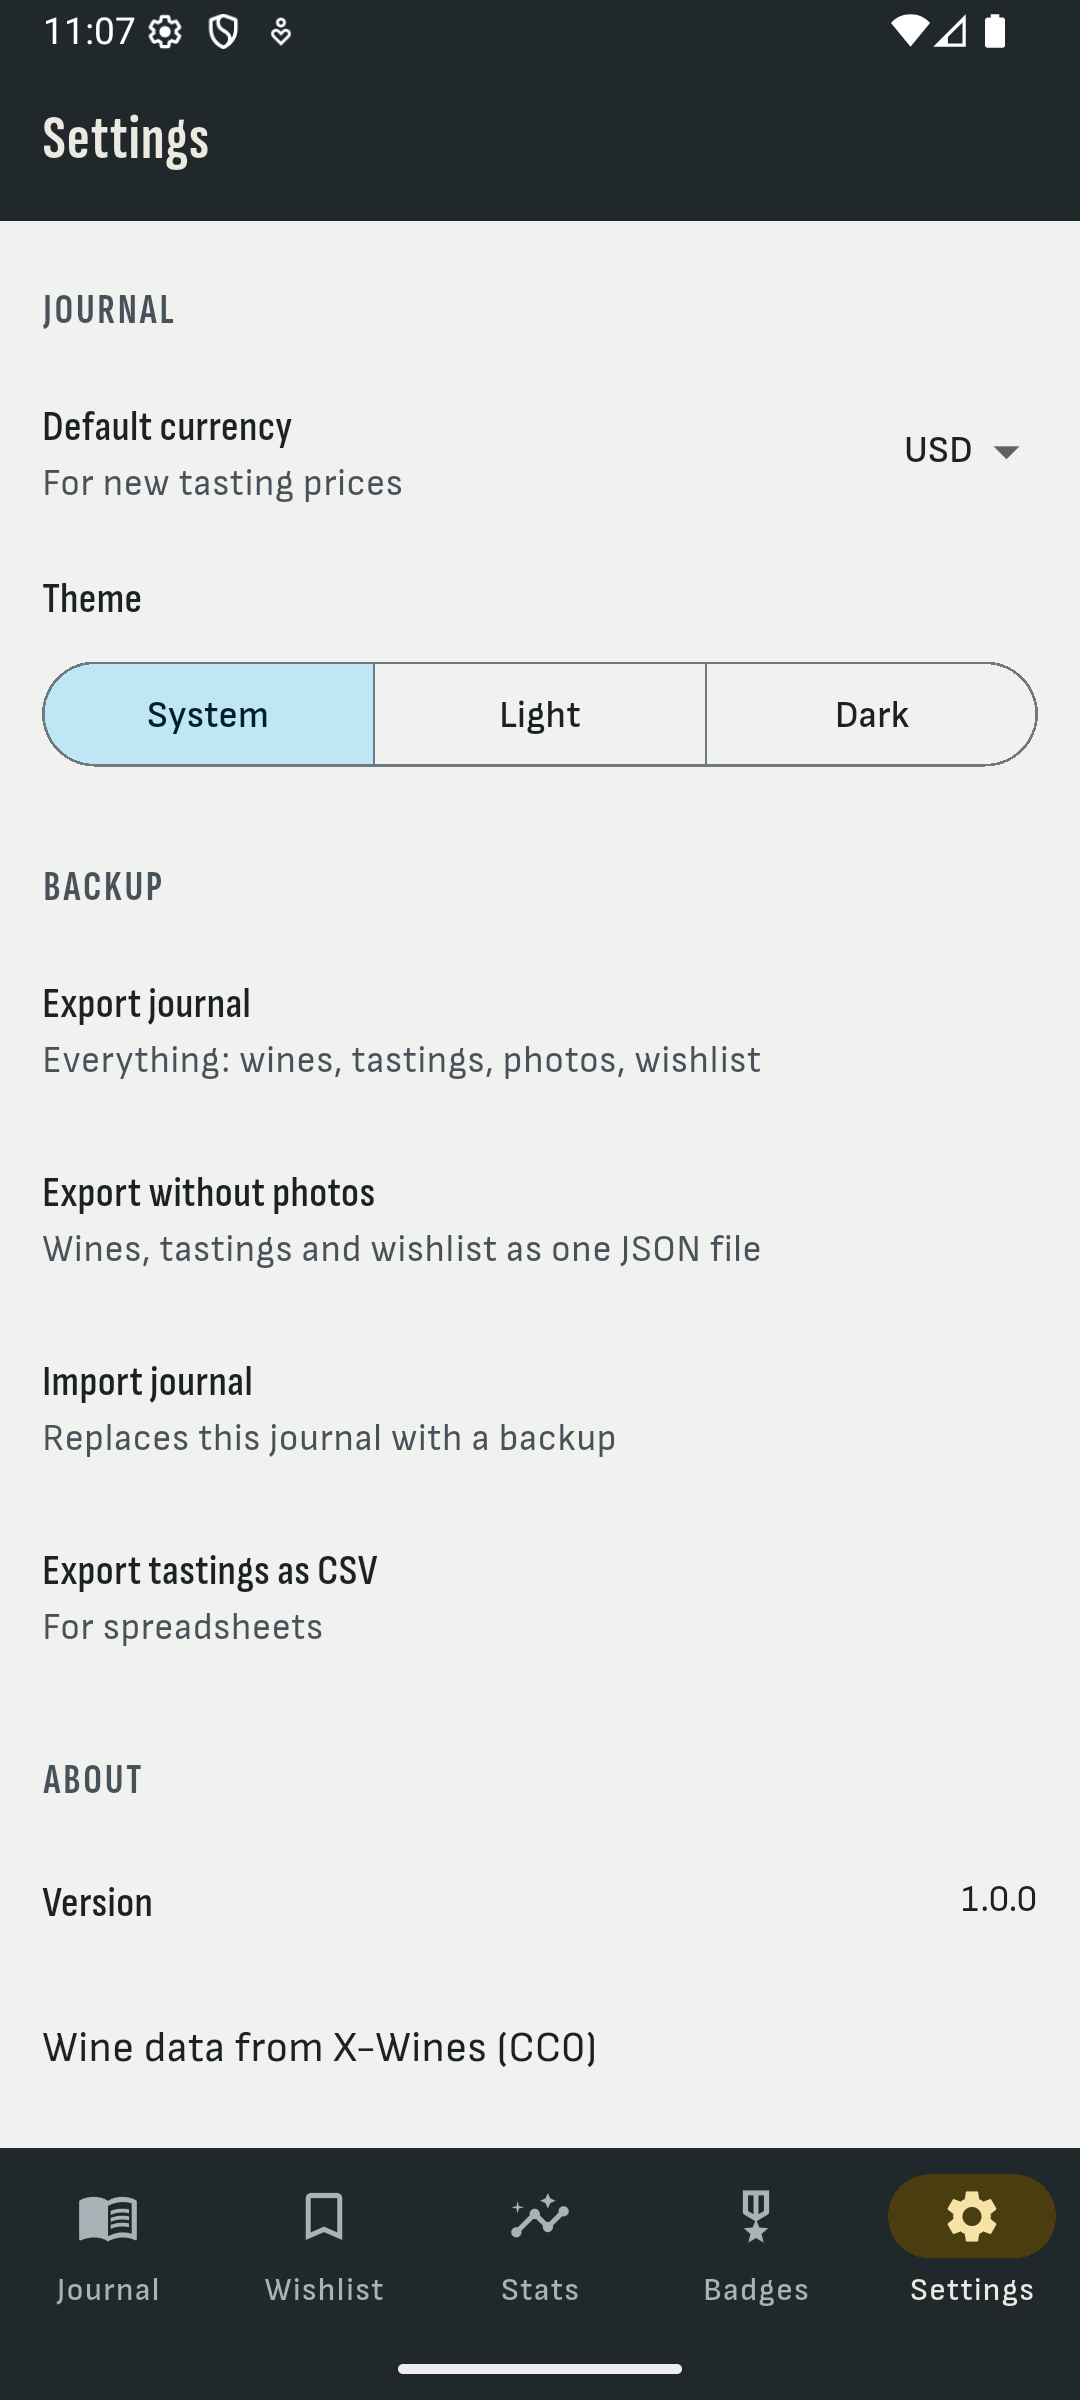 11:07
Settings
JOURNAL
Default currency
For new tasting prices
USD
Theme
System
Light
Dark
BACKUP
Export journal
Everything: wines, tastings, photos, wishlist
Export without photos
Wines, tastings and wishlist as one JSON file
Import journal
Replaces this journal with a backup
Export tastings as CSV
For spreadsheets
ABOUT
Version
1.0.0
Wine data from X-Wines (CC0)
Journal
Wishlist
Stats
Badges
Settings